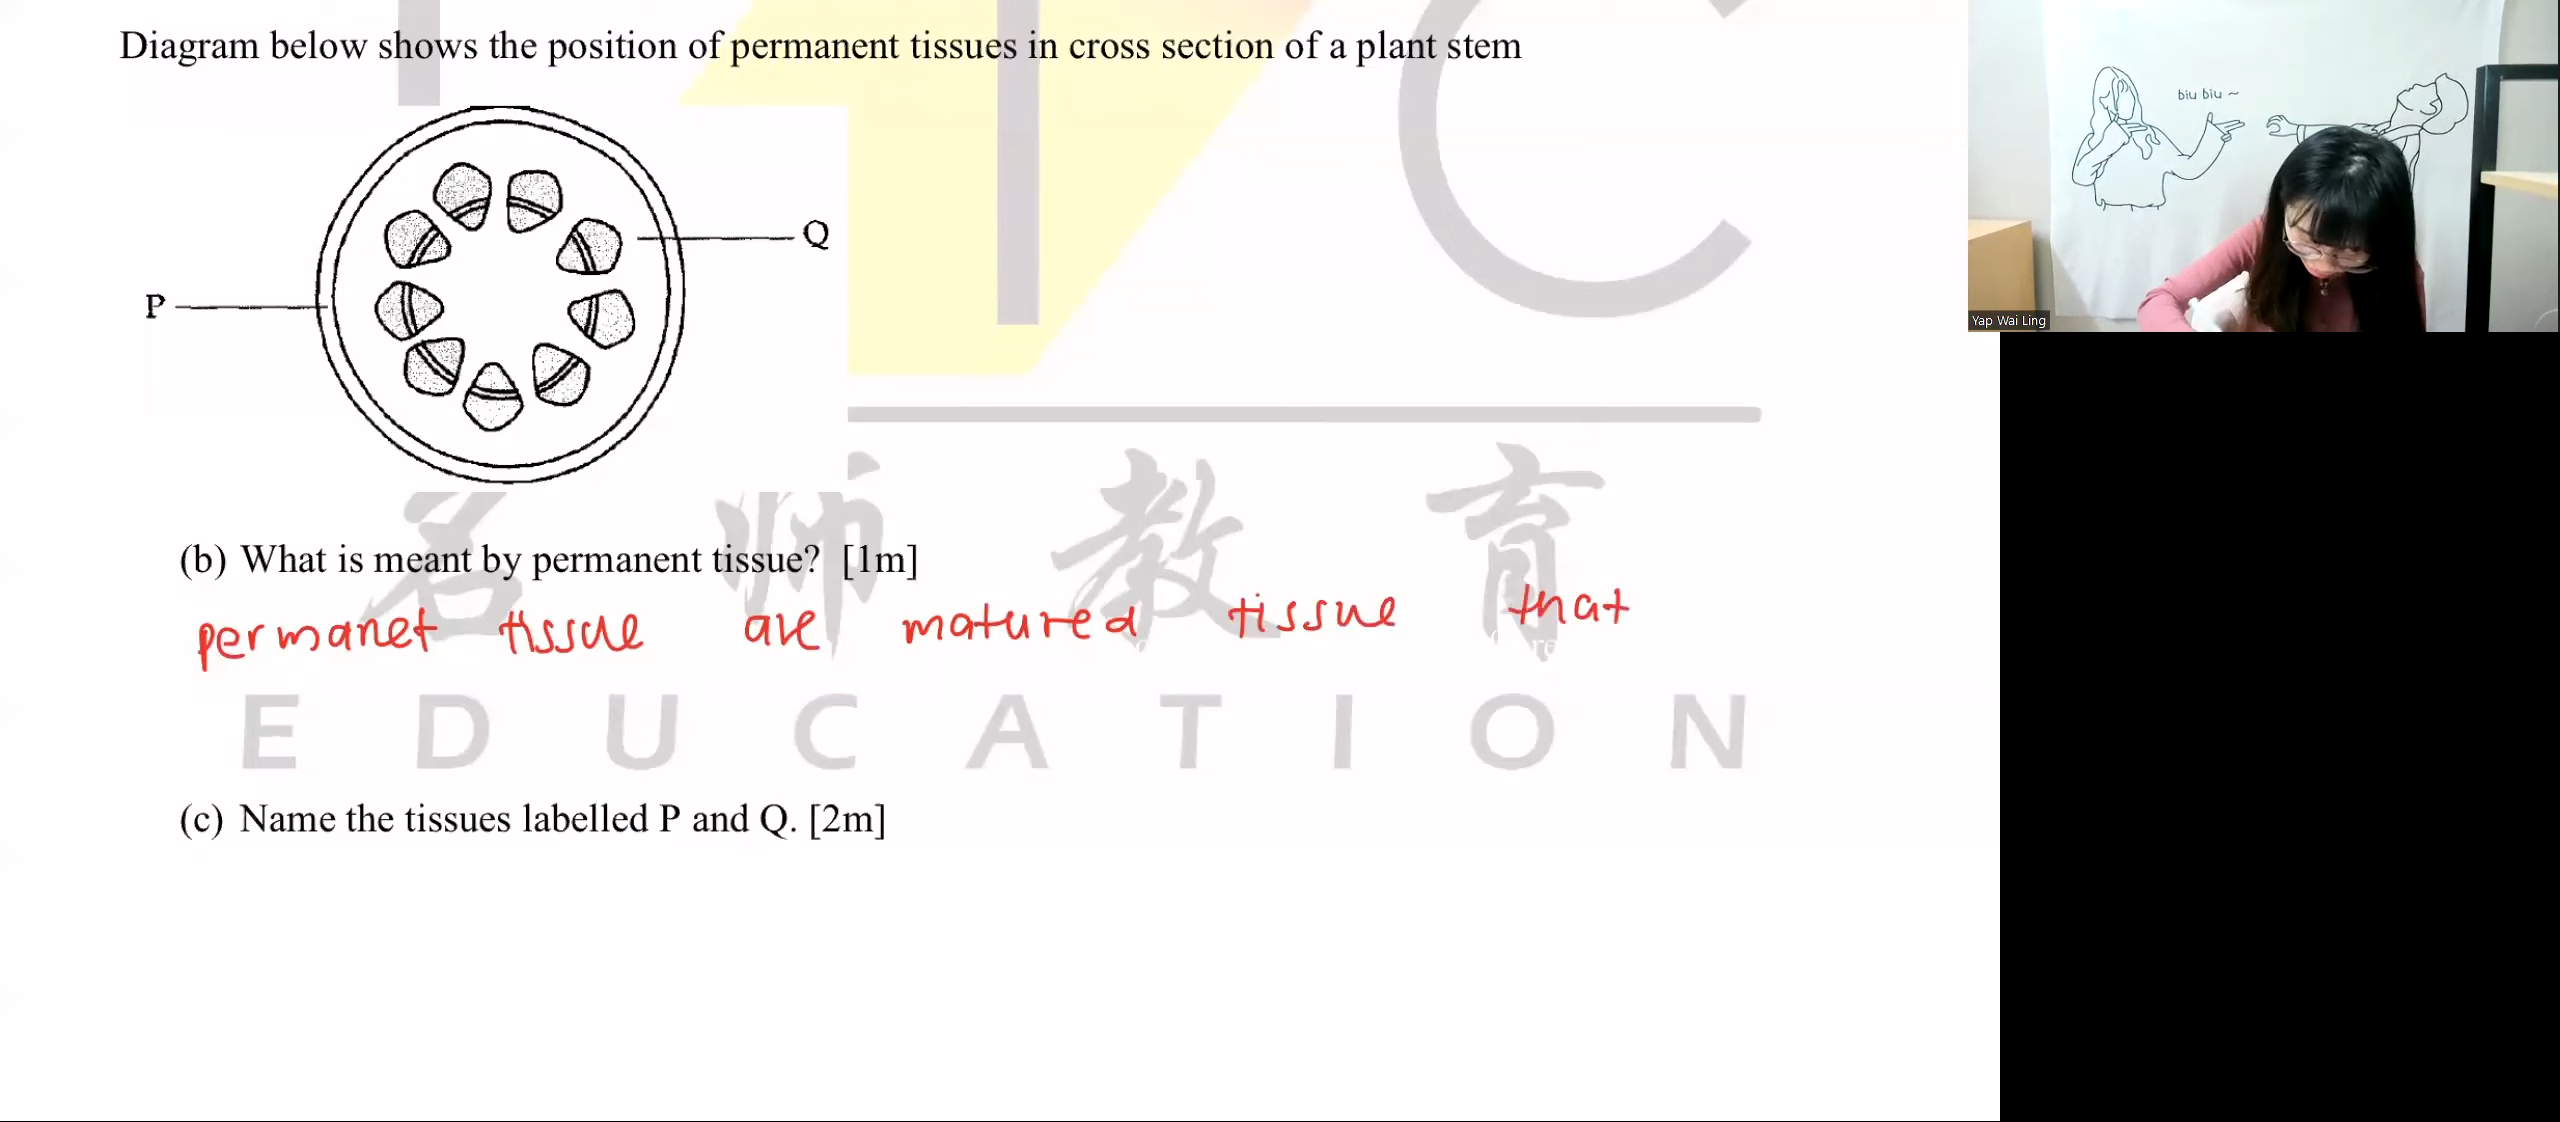 Diagram below shows the position of permanent tissues in cross section of a plant stem
biu biu ~
Q
P
Yap Wai Ling
名 师 教 育
(b) What is meant by permanent tissue? [1m]
permanet tissue are matured tissue that
E D U C A T I O N
(c) Name the tissues labelled P and Q. [2m]